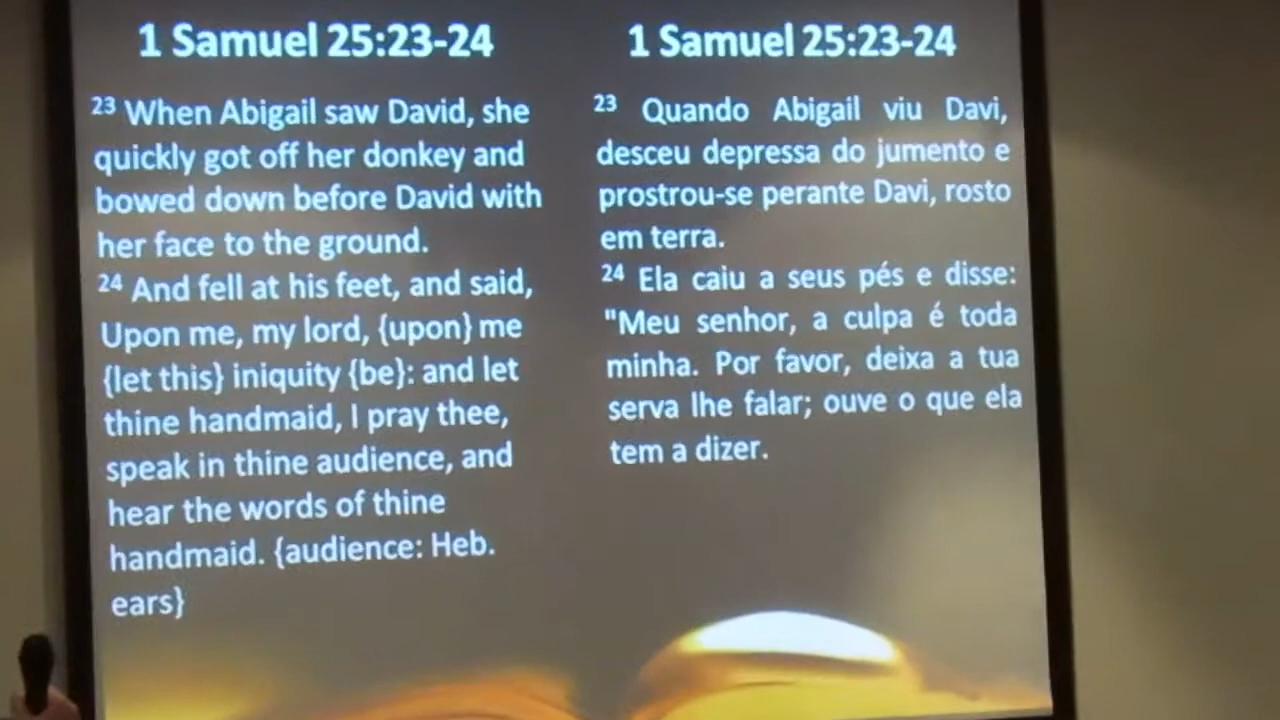 1 Samuel 25:23-24
23 When Abigail saw David, she
quickly got off her donkey and
bowed down before David with
her face to the ground.
24 And fell at his feet, and said,
Upon me, my lord, {upon} me
{let this} iniquity {be}: and let
thine handmaid, I pray thee,
speak in thine audience, and
hear the words of thine
handmaid. {audience: Heb.
ears}
1 Samuel 25:23-24
23 Quando Abigail viu Davi,
desceu depressa do jumento e
prostrou-se perante Davi, rosto
em terra.
24 Ela caiu a seus pés e disse:
"Meu senhor, a culpa é toda
minha. Por favor, deixa a tua
serva lhe falar; ouve o que ela
tem a dizer.